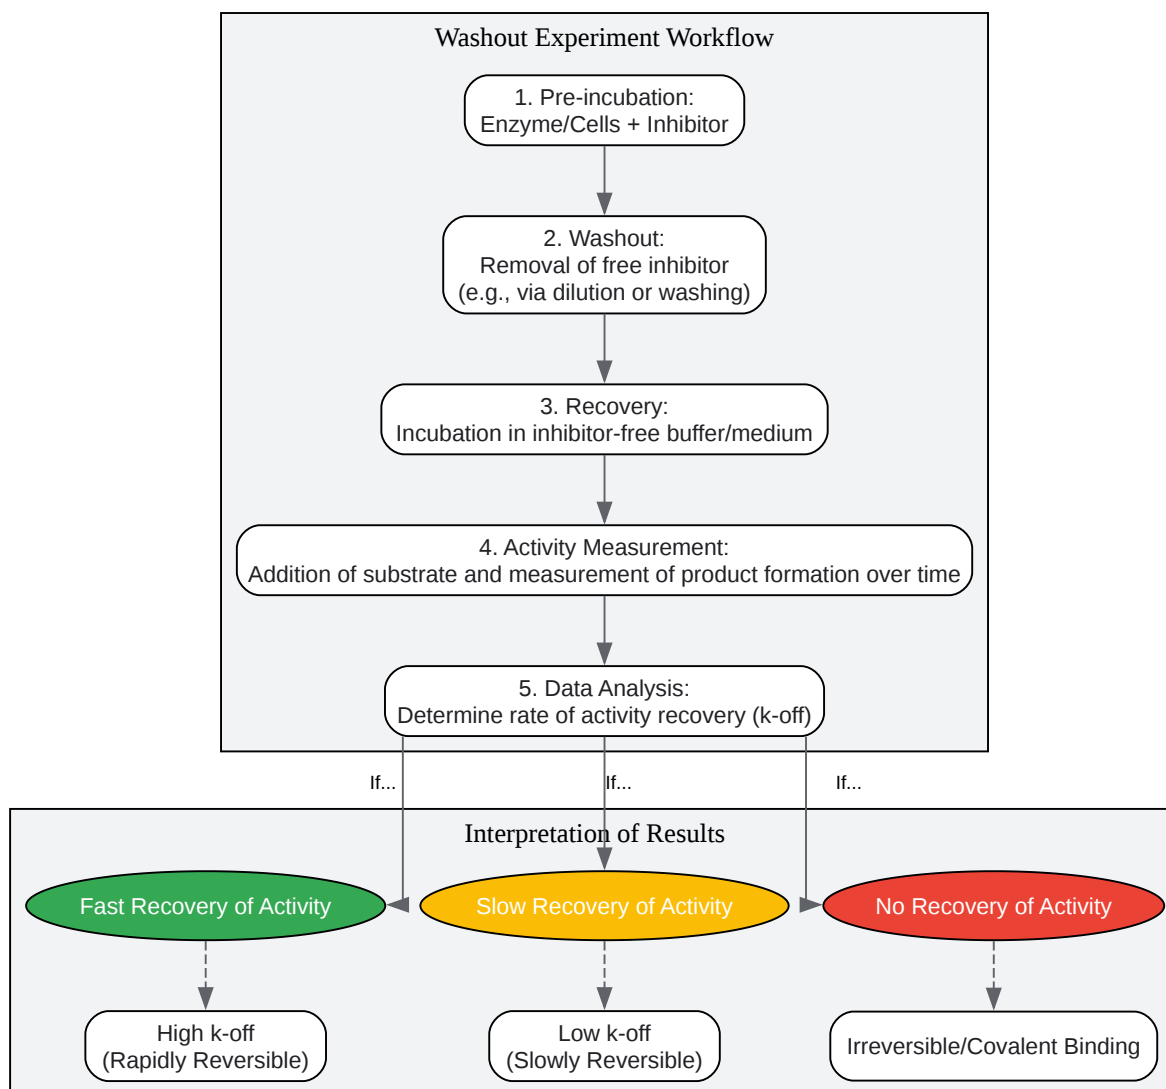 Washout Experiment Workflow
1. Pre-incubation:
Enzyme/Cells + Inhibitor
2. Washout:
Removal of free inhibitor
(e.g., via dilution or washing)
3. Recovery:
Incubation in inhibitor-free buffer/medium
4. Activity Measurement:
Addition of substrate and measurement of product formation over time
5. Data Analysis:
Determine rate of activity recovery (k-off)
If...
If...
If...
Interpretation of Results
Fast Recovery of Activity
Slow Recovery of Activity
No Recovery of Activity
High k-off
(Rapidly Reversible)
Low k-off
(Slowly Reversible)
Irreversible/Covalent Binding